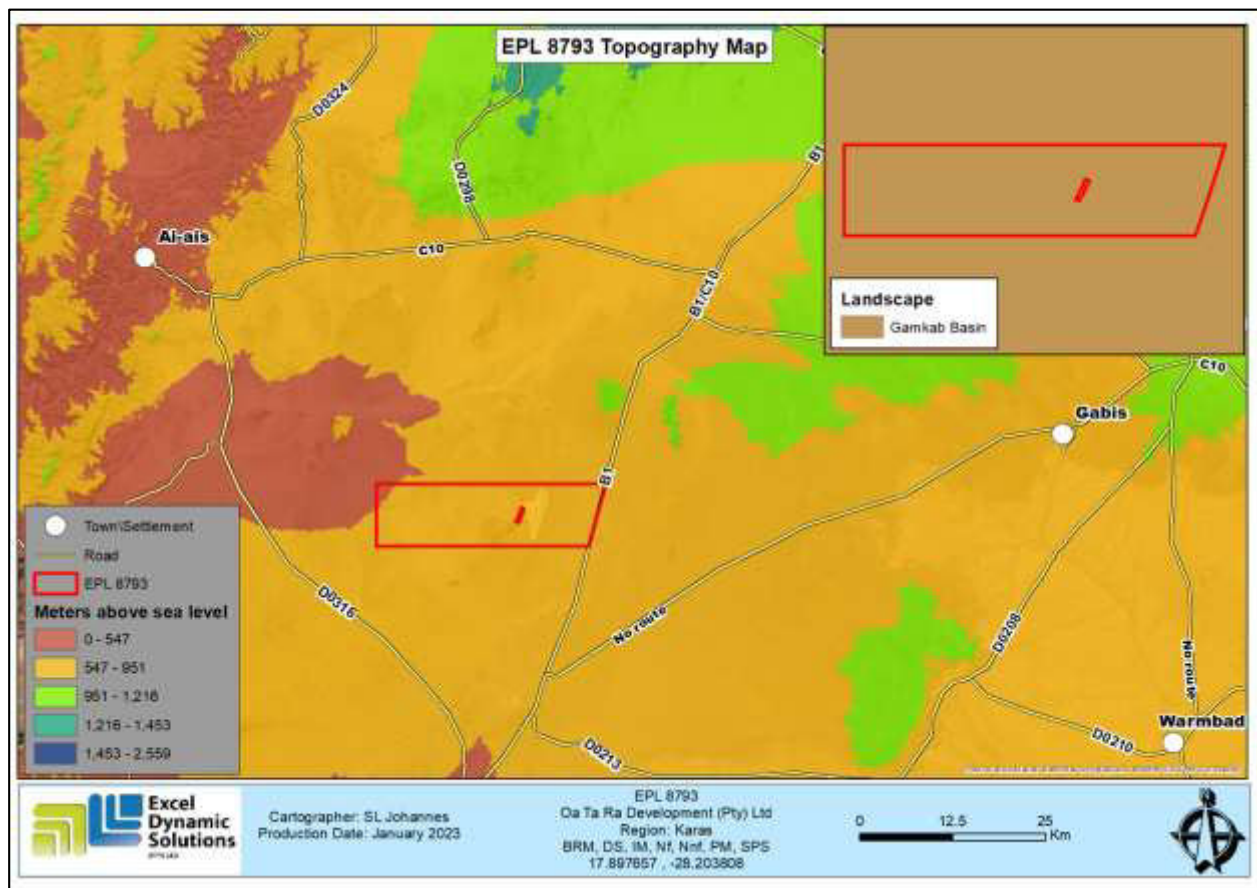 EPL 8793 Topography Map
D0324
D0298
B1
Ai-ais
C10
B1/C10
Landscape
Gamkab Basin
C10
Gabis
B1
Town\Settlement
Road
EPL 8793
Meters above sea level
0 - 547
547 - 951
951 - 1,216
1,216 - 1,453
1,453 - 2,559
D0316
No route
D0208
No route
Warmbad
D0210
D0213
Excel
Dynamic
Solutions
Cartographer: SL Johannes
Production Date: January 2023
EPL 8793
Oa Ta Ra Development (Pty) Ltd
Region: Karas
BRM, DS, IM, Nf, Nnf, PM, SPS
17.897657 , -28.203808
0 12.5 25
Km